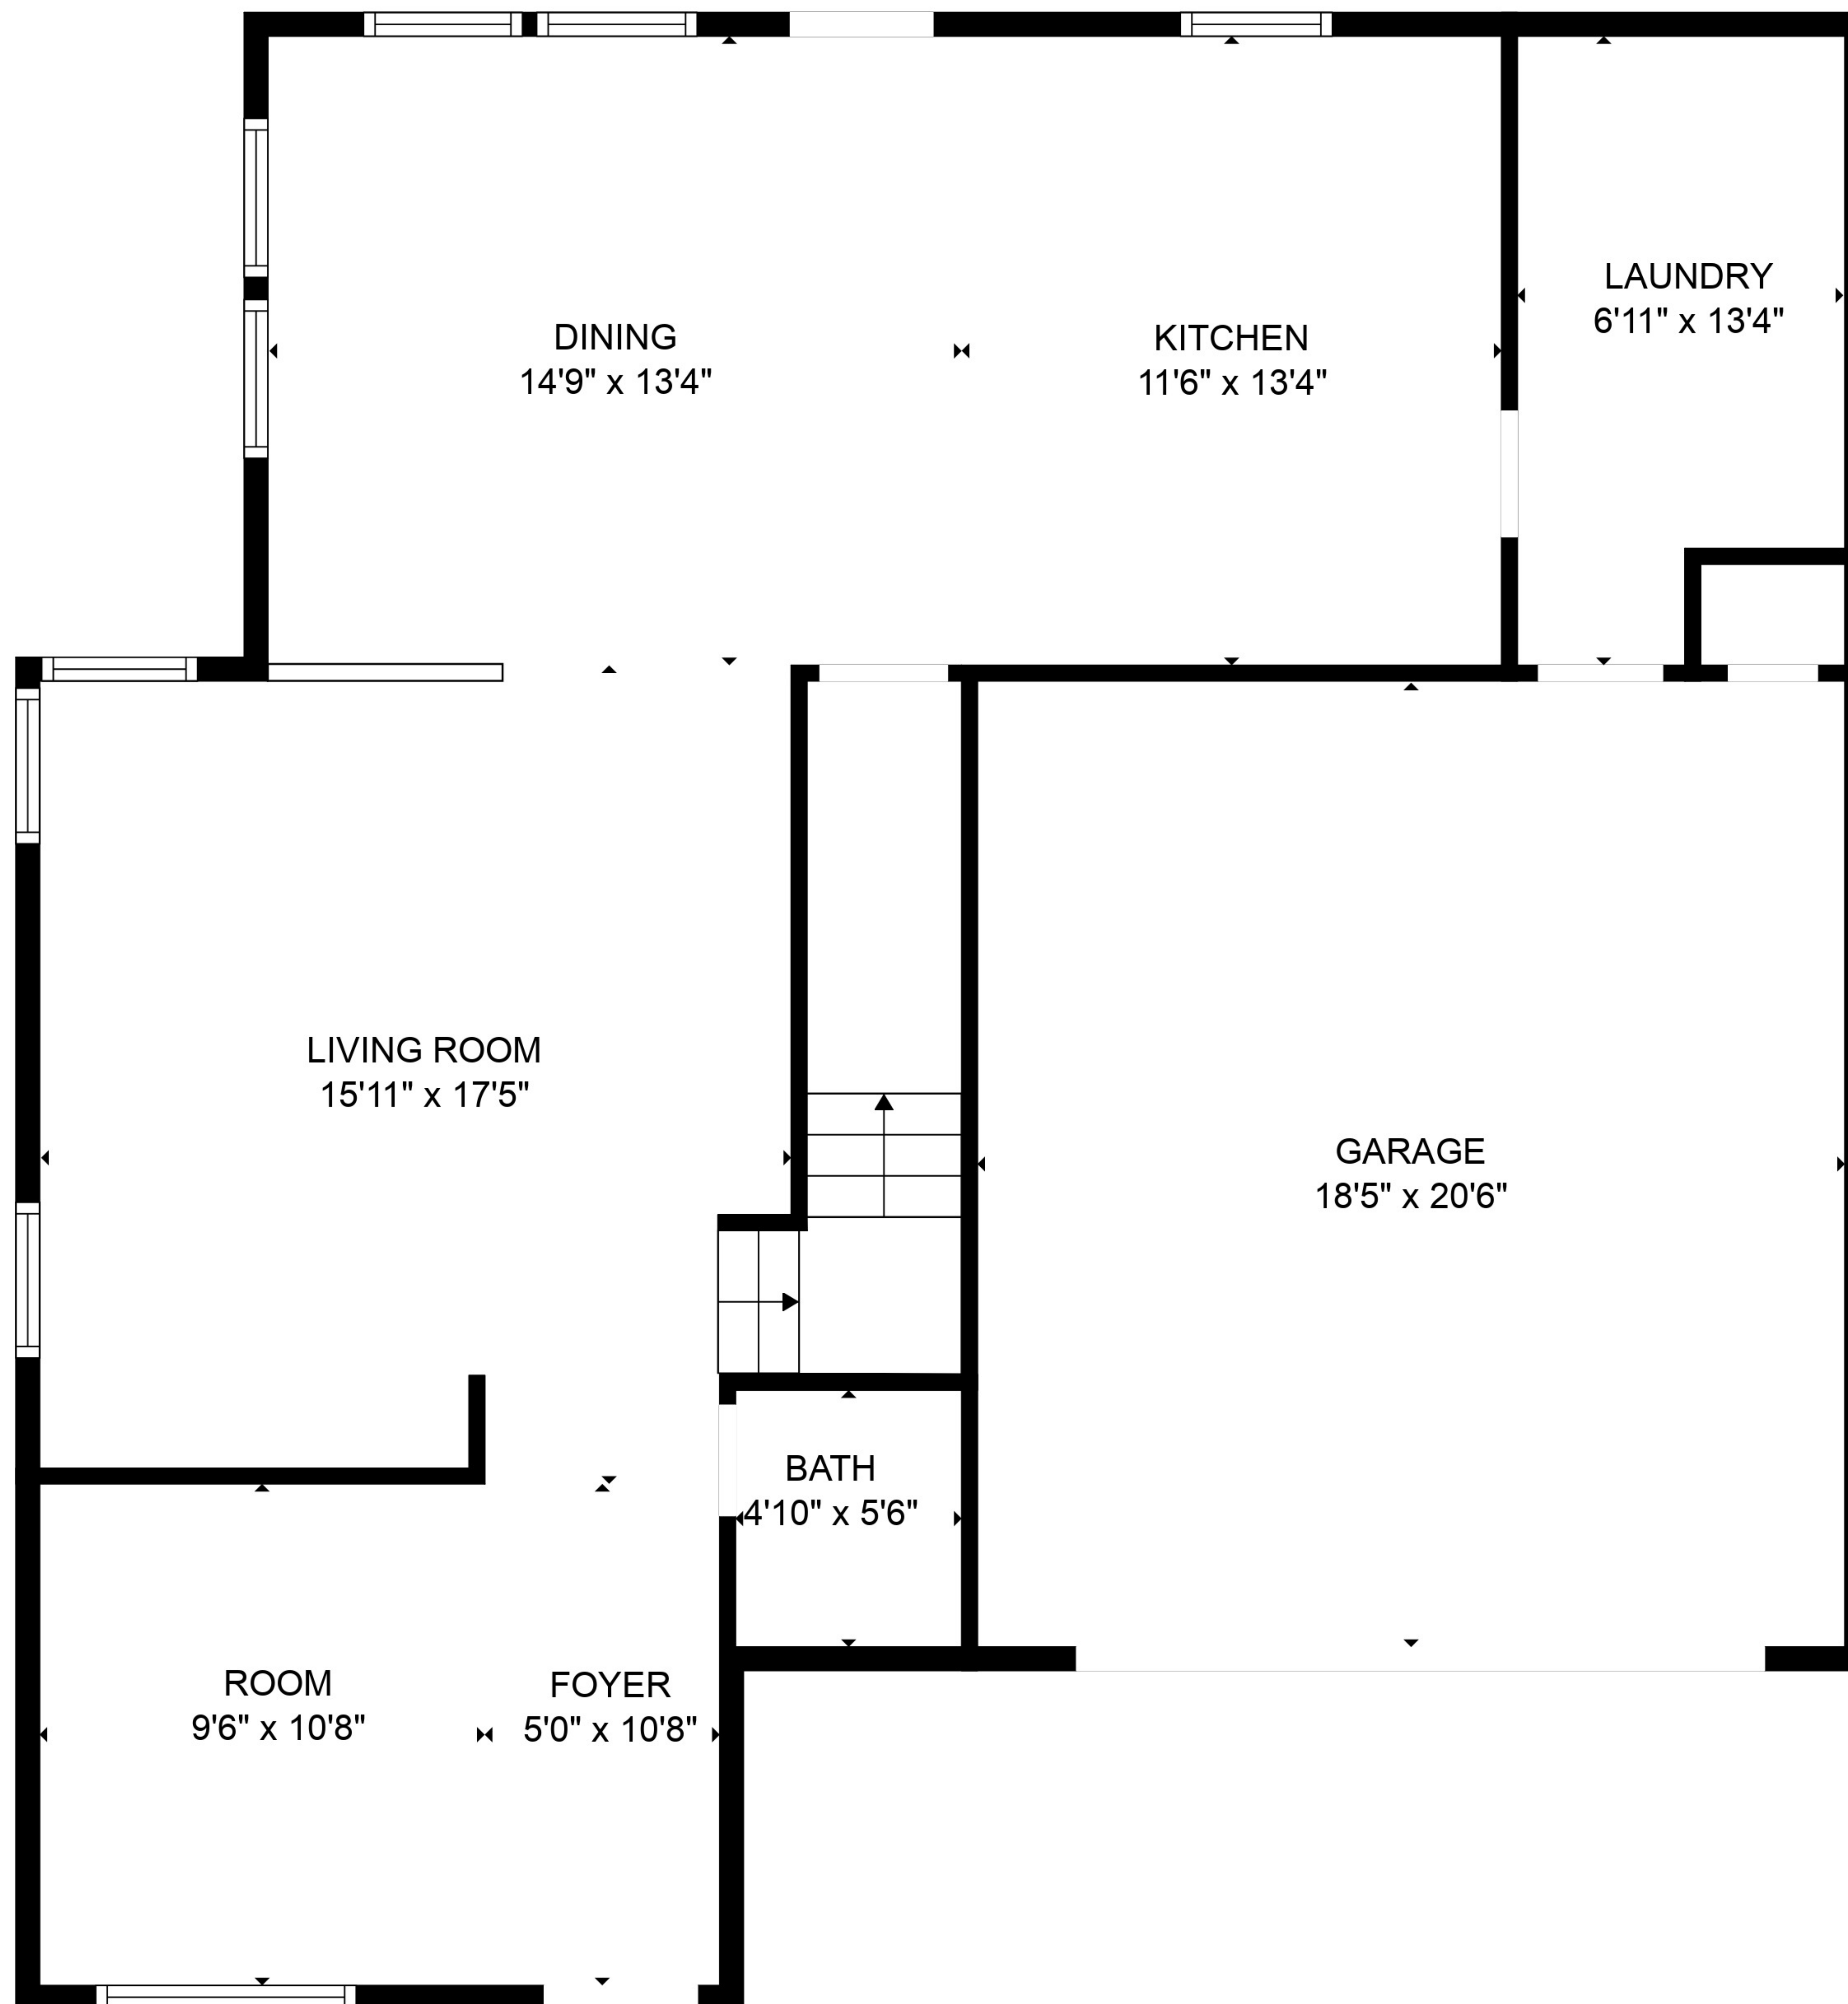 LAUNDRY
6'11" x 13'4"
DINING
14'9" x 13'4"
KITCHEN
11'6" x 13'4"
LIVING ROOM
15'11" x 17'5"
GARAGE
18'5" x 20'6"
BATH
4'10" x 5'6"
ROOM
9'6" x 10'8"
FOYER
5'0" x 10'8"